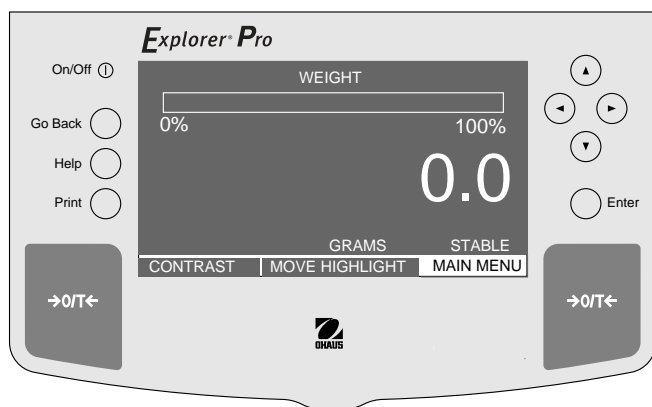 Explorer® Pro
On/Off
Go Back
Help
Print
WEIGHT
0% 100%
0.0
GRAMS STABLE
CONTRAST MOVE HIGHLIGHT MAIN MENU
Enter
→0/T← →0/T←
OHAUS